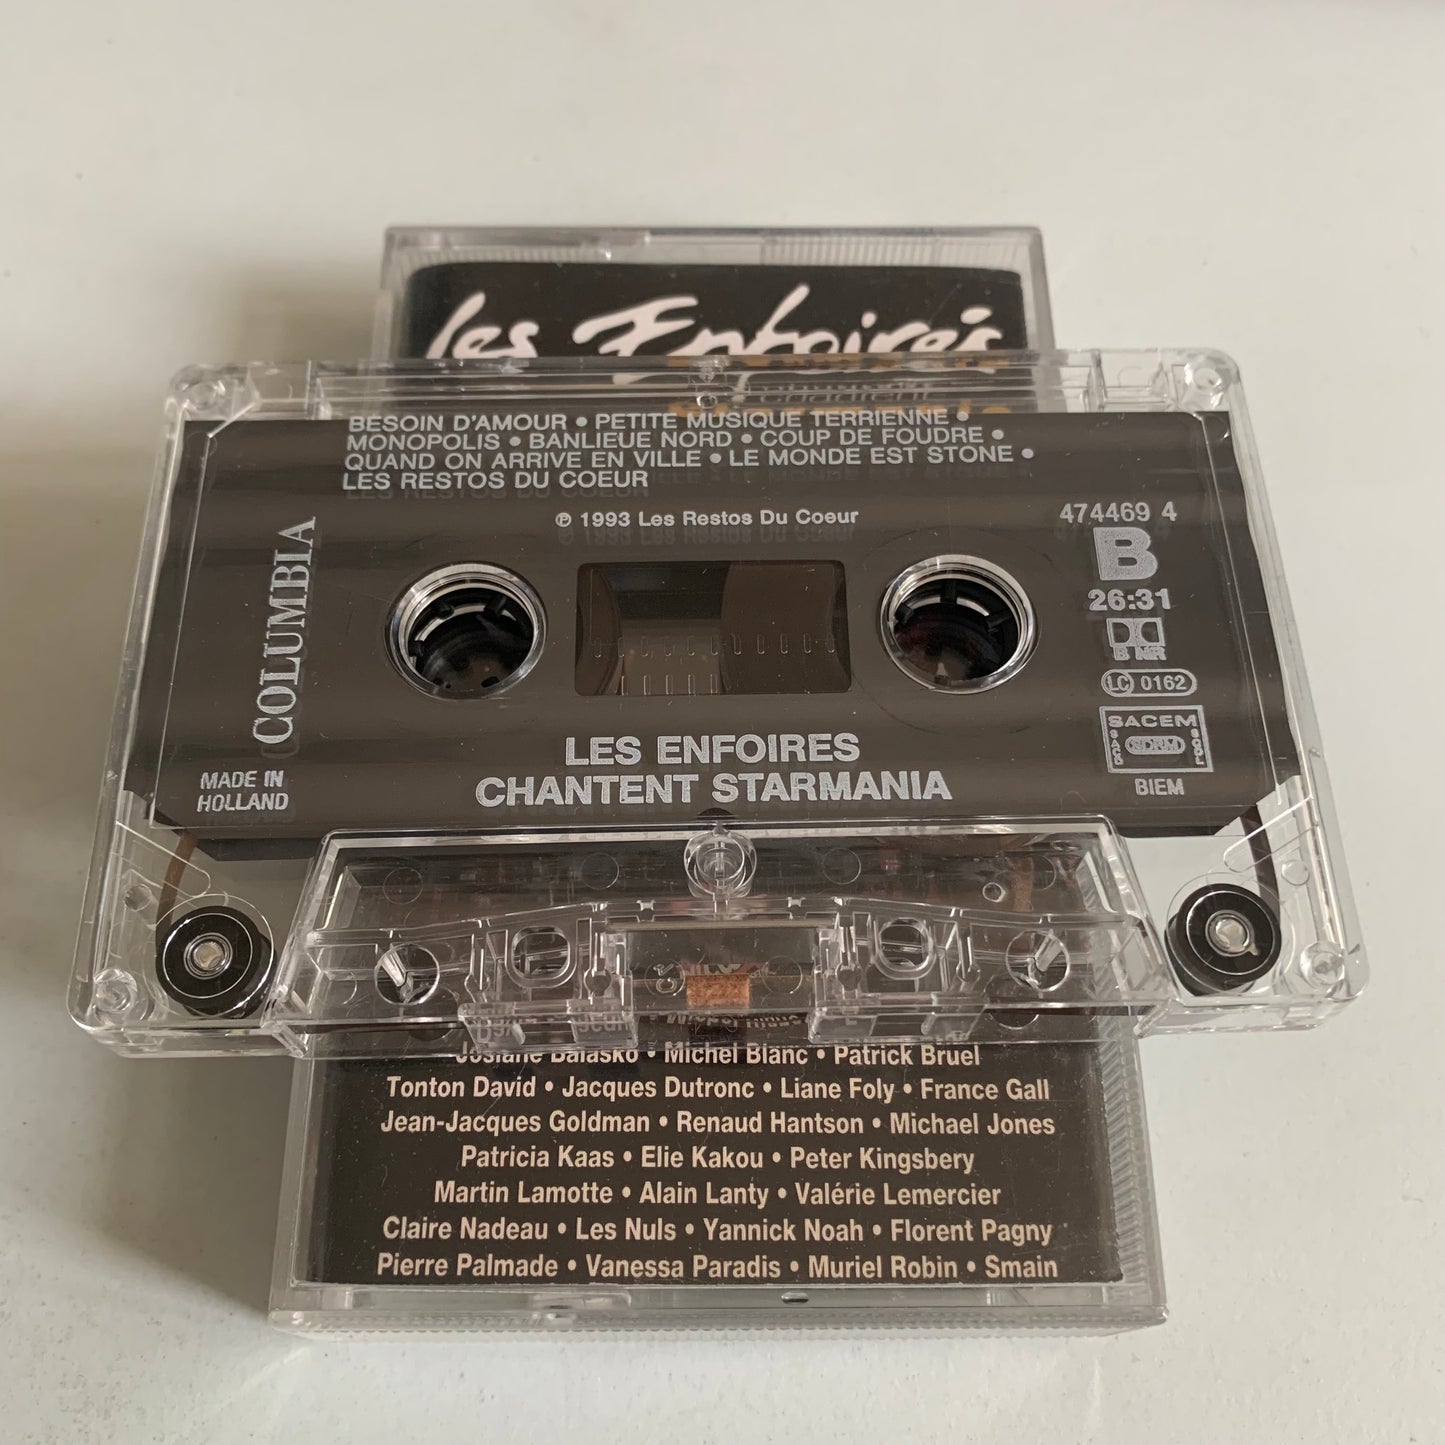 Les Enfoirés
chantent
BESOIN D'AMOUR • PETITE MUSIQUE TERRIENNE •
MONOPOLIS • BANLIEUE NORD • COUP DE FOUDRE •
QUAND ON ARRIVE EN VILLE • LE MONDE EST STONE •
LES RESTOS DU COEUR
℗ 1993 Les Restos Du Coeur
474469 4
B
26:31
B NR
LC 0162
SACEM
SACD SDRM SGDL
BIEM
COLUMBIA
MADE IN
HOLLAND
LES ENFOIRES
CHANTENT STARMANIA
Josiane Balasko • Michel Blanc • Patrick Bruel
Tonton David • Jacques Dutronc • Liane Foly • France Gall
Jean-Jacques Goldman • Renaud Hantson • Michael Jones
Patricia Kaas • Elie Kakou • Peter Kingsbery
Martin Lamotte • Alain Lanty • Valérie Lemercier
Claire Nadeau • Les Nuls • Yannick Noah • Florent Pagny
Pierre Palmade • Vanessa Paradis • Muriel Robin • Smain